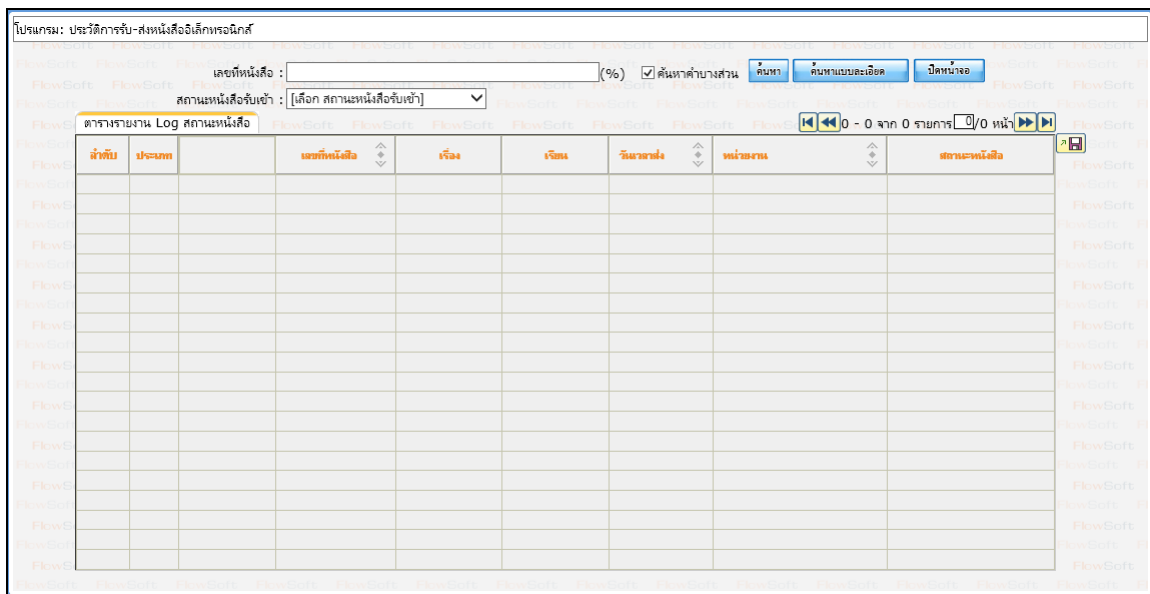 โปรแกรม: ประวัติการรับ-ส่งหนังสืออิเล็กทรอนิกส์
เลขที่หนังสือ : (%) ค้นหาคำบางส่วน ค้นหา ค้นหาแบบละเอียด ปิดหน้าจอ
สถานะหนังสือรับเข้า : [เลือก สถานะหนังสือรับเข้า]
ตารางรายงาน Log สถานะหนังสือ 0 - 0 จาก 0 รายการ 0/0 หน้า
ลำดับ ประเภท เลขที่หนังสือ เรื่อง เรียน วันเวลาส่ง หน่วยงาน สถานะหนังสือ
FlowSoft